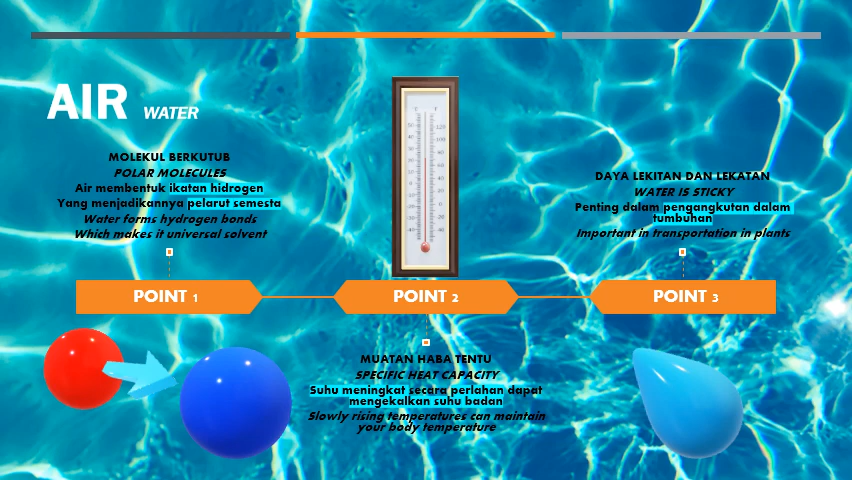 AIR WATER
MOLEKUL BERKUTUB
POLAR MOLECULES
Air membentuk ikatan hidrogen
Yang menjadikannya pelarut semesta
Water forms hydrogen bonds
Which makes it universal solvent
DAYA LEKITAN DAN LEKATAN
WATER IS STICKY
Penting dalam pengangkutan dalam
tumbuhan
Important in transportation in plants
POINT 1
POINT 2
POINT 3
MUATAN HABA TENTU
SPECIFIC HEAT CAPACITY
Suhu meningkat secara perlahan dapat
mengekalkan suhu badan
Slowly rising temperatures can maintain
your body temperature